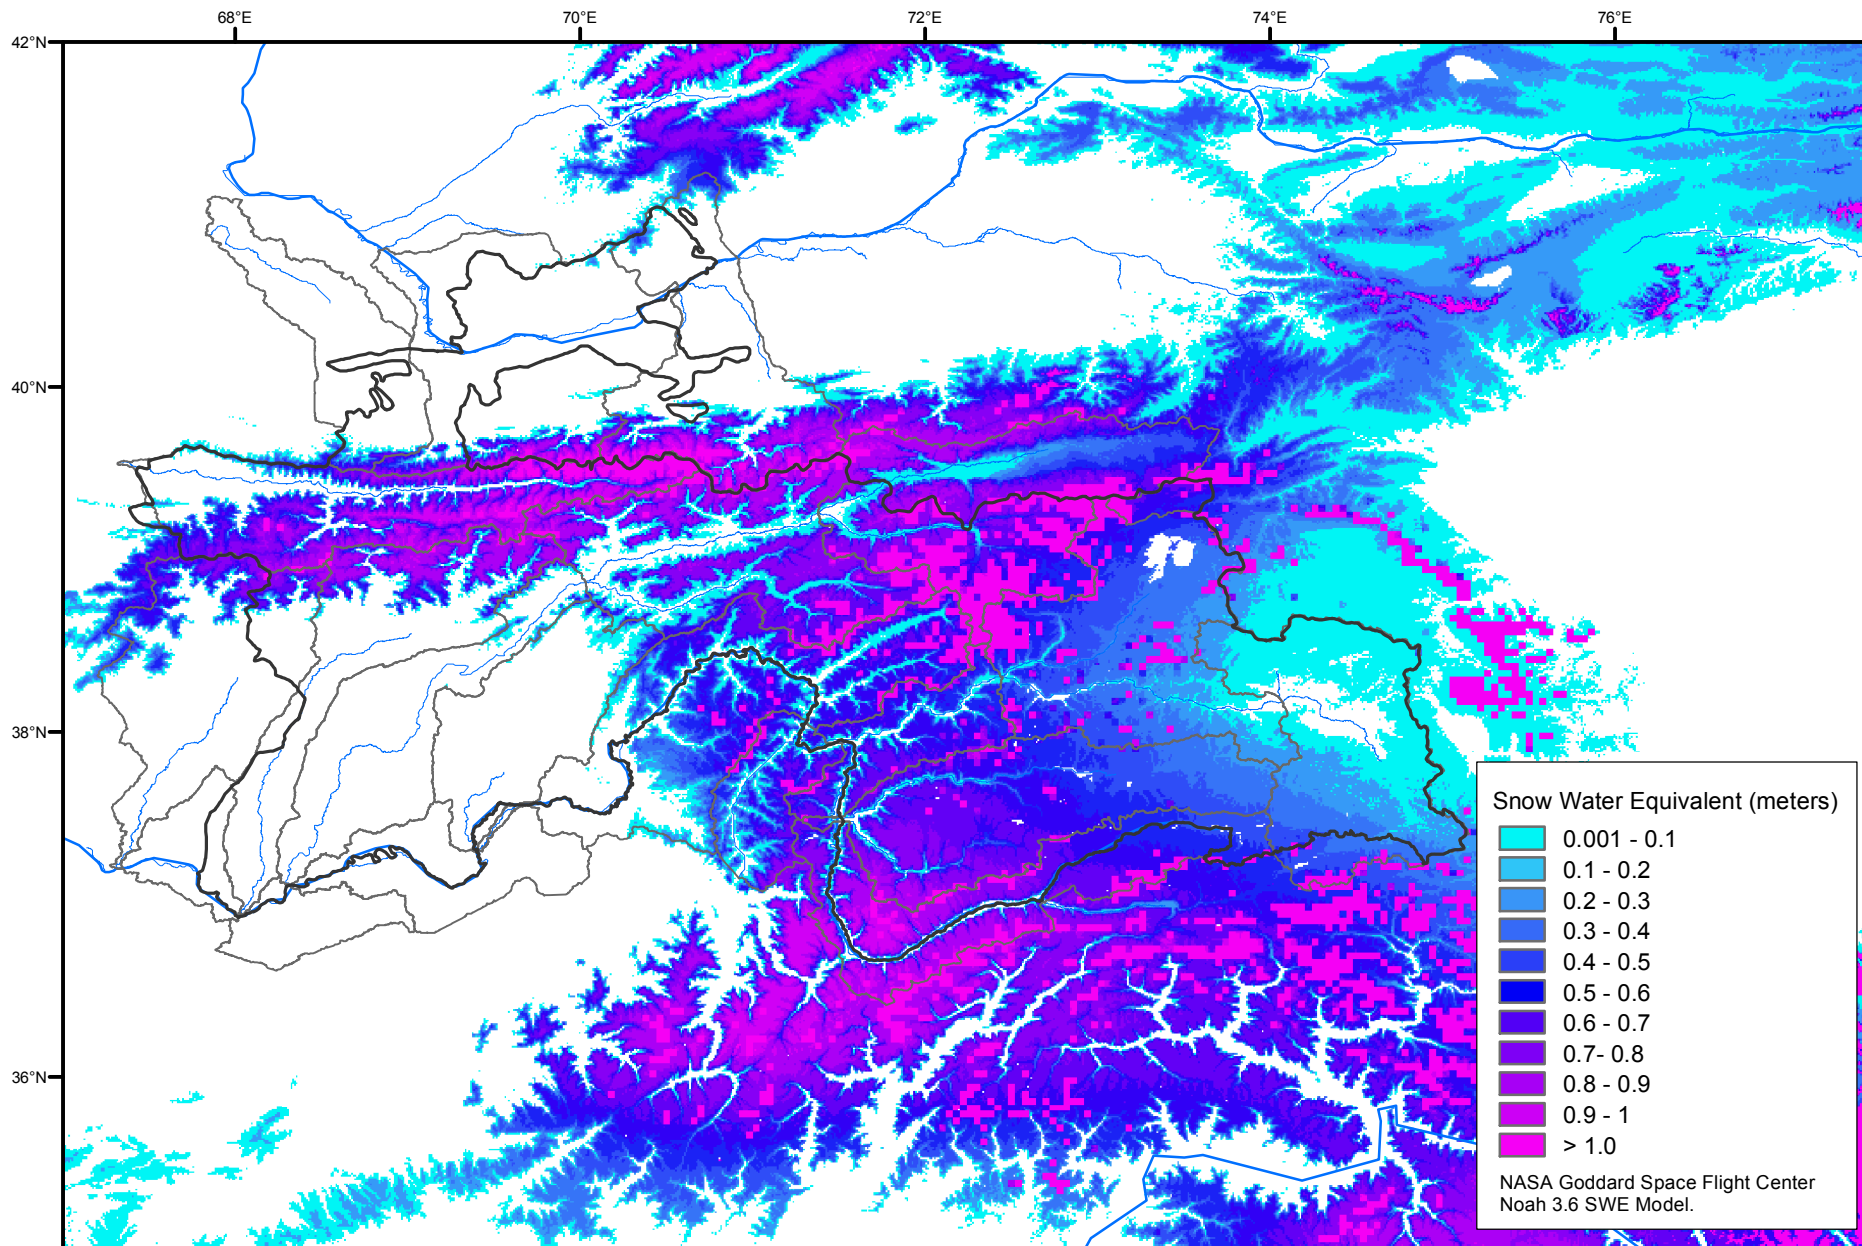 68°E
70°E
72°E
74°E
76°E
42°N
40°N
38°N
36°N
Snow Water Equivalent (meters)
0.001 - 0.1
0.1 - 0.2
0.2 - 0.3
0.3 - 0.4
0.4 - 0.5
0.5 - 0.6
0.6 - 0.7
0.7- 0.8
0.8 - 0.9
0.9 - 1
> 1.0
NASA Goddard Space Flight Center
Noah 3.6 SWE Model.